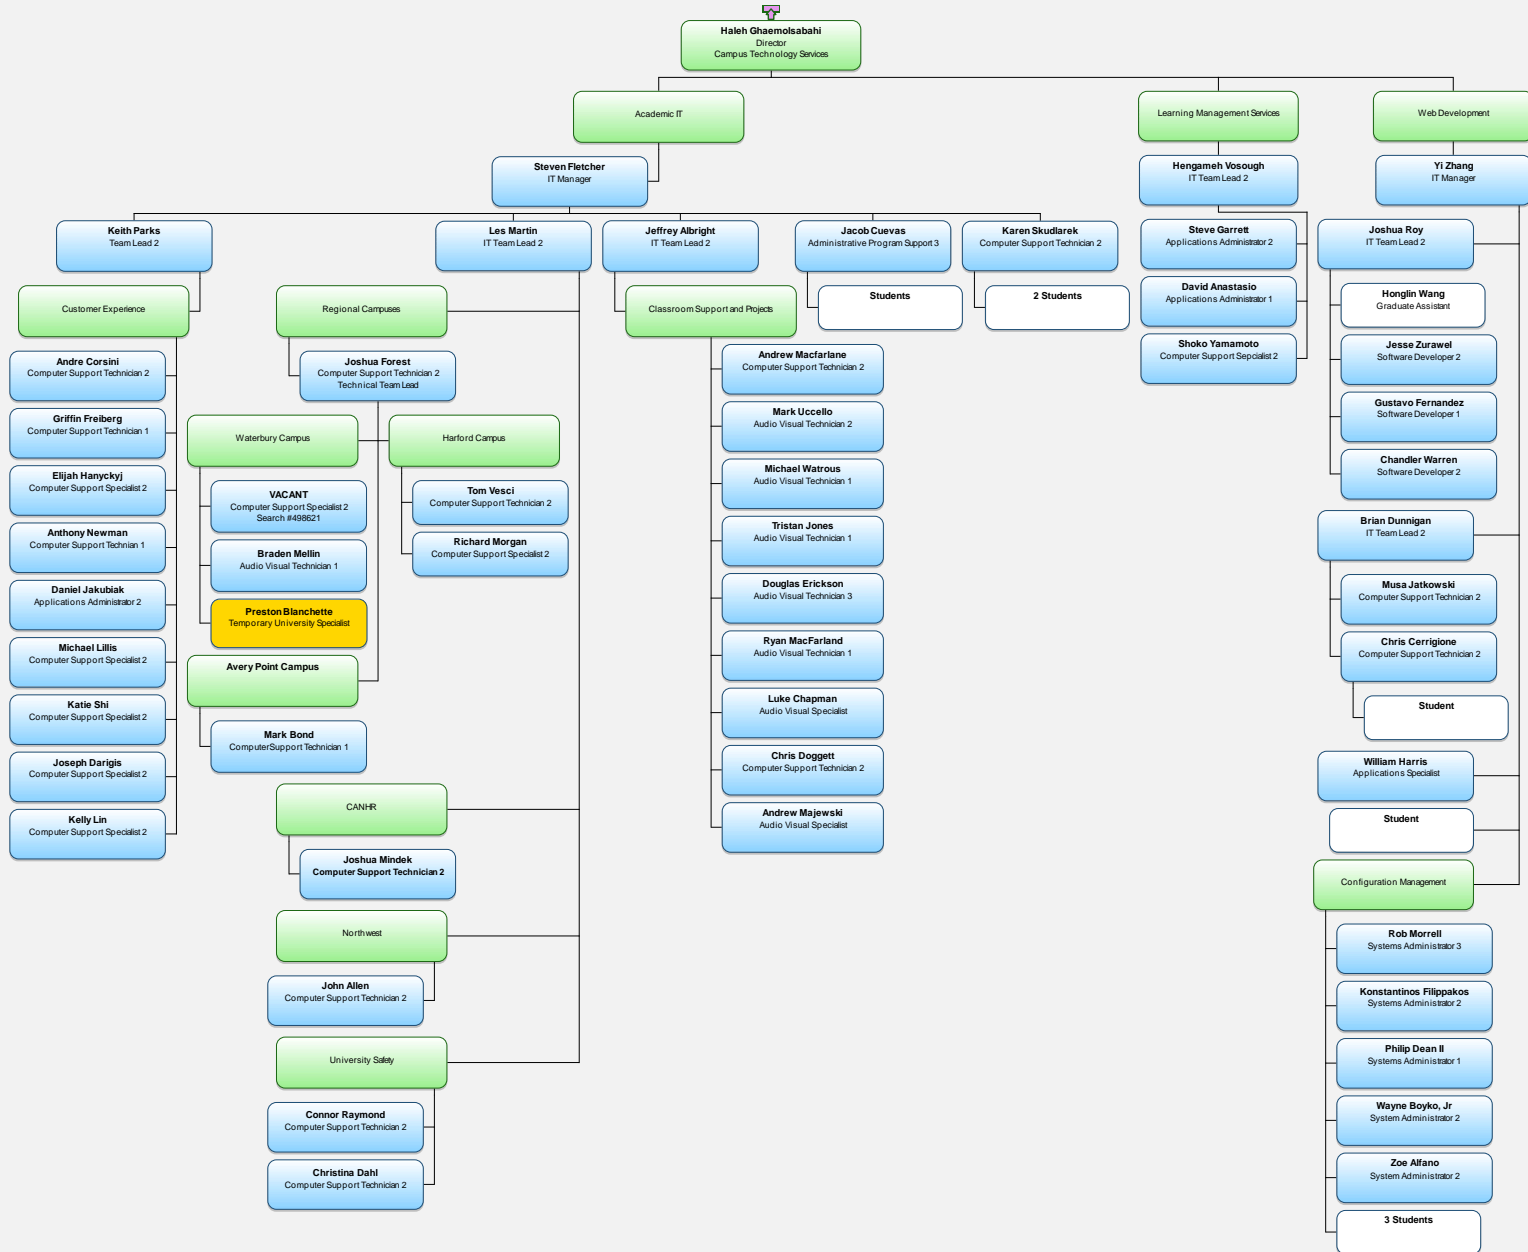 Haleh Ghaemolsabahi
Director
Campus Technology Services
Academic IT
Learning Management Services
Web Development
Steven Fletcher
IT Manager
Hengameh Vosough
IT Team Lead 2
Yi Zhang
IT Manager
Keith Parks
Team Lead 2
Les Martin
IT Team Lead 2
Jeffrey Albright
IT Team Lead 2
Jacob Cuevas
Administrative Program Support 3
Karen Skudlarek
Computer Support Technician 2
Steve Garrett
Applications Administrator 2
Joshua Roy
IT Team Lead 2
Customer Experience
Regional Campuses
Classroom Support and Projects
Students
2 Students
David Anastasio
Applications Administrator 1
Shoko Yamamoto
Computer Support Sepcialist 2
Honglin Wang
Graduate Assistant
Jesse Zurawel
Software Developer 2
Gustavo Fernandez
Software Developer 1
Chandler Warren
Software Developer 2
Andre Corsini
Computer Support Technician 2
Griffin Freiberg
Computer Support Technician 1
Elijah Hanyckyj
Computer Support Specialist 2
Anthony Newman
Computer Support Technian 1
Daniel Jakubiak
Applications Administrator 2
Michael Lillis
Computer Support Specialist 2
Katie Shi
Computer Support Specialist 2
Joseph Darigis
Computer Support Specialist 2
Kelly Lin
Computer Support Specialist 2
Joshua Forest
Computer Support Technician 2
Technical Team Lead
Waterbury Campus
Harford Campus
VACANT
Computer Support Specialist 2
Search #498621
Braden Mellin
Audio Visual Technician 1
Preston Blanchette
Temporary University Specialist
Tom Vesci
Computer Support Technician 2
Richard Morgan
Computer Support Specialist 2
Avery Point Campus
Mark Bond
ComputerSupport Technician 1
CANHR
Joshua Mindek
Computer Support Technician 2
Northwest
John Allen
Computer Support Technician 2
University Safety
Connor Raymond
Computer Support Technician 2
Christina Dahl
Computer Support Technician 2
Andrew Macfarlane
Computer Support Technician 2
Mark Uccello
Audio Visual Technician 2
Michael Watrous
Audio Visual Technician 1
Tristan Jones
Audio Visual Technician 1
Douglas Erickson
Audio Visual Technician 3
Ryan MacFarland
Audio Visual Technician 1
Luke Chapman
Audio Visual Specialist
Chris Doggett
Computer Support Technician 2
Andrew Majewski
Audio Visual Specialist
Brian Dunnigan
IT Team Lead 2
Musa Jatkowski
Computer Support Technician 2
Chris Cerrigione
Computer Support Technician 2
Student
William Harris
Applications Specialist
Student
Configuration Management
Rob Morrell
Systems Administrator 3
Konstantinos Filippakos
Systems Administrator 2
Philip Dean II
Systems Administrator 1
Wayne Boyko, Jr
System Administrator 2
Zoe Alfano
System Administrator 2
3 Students